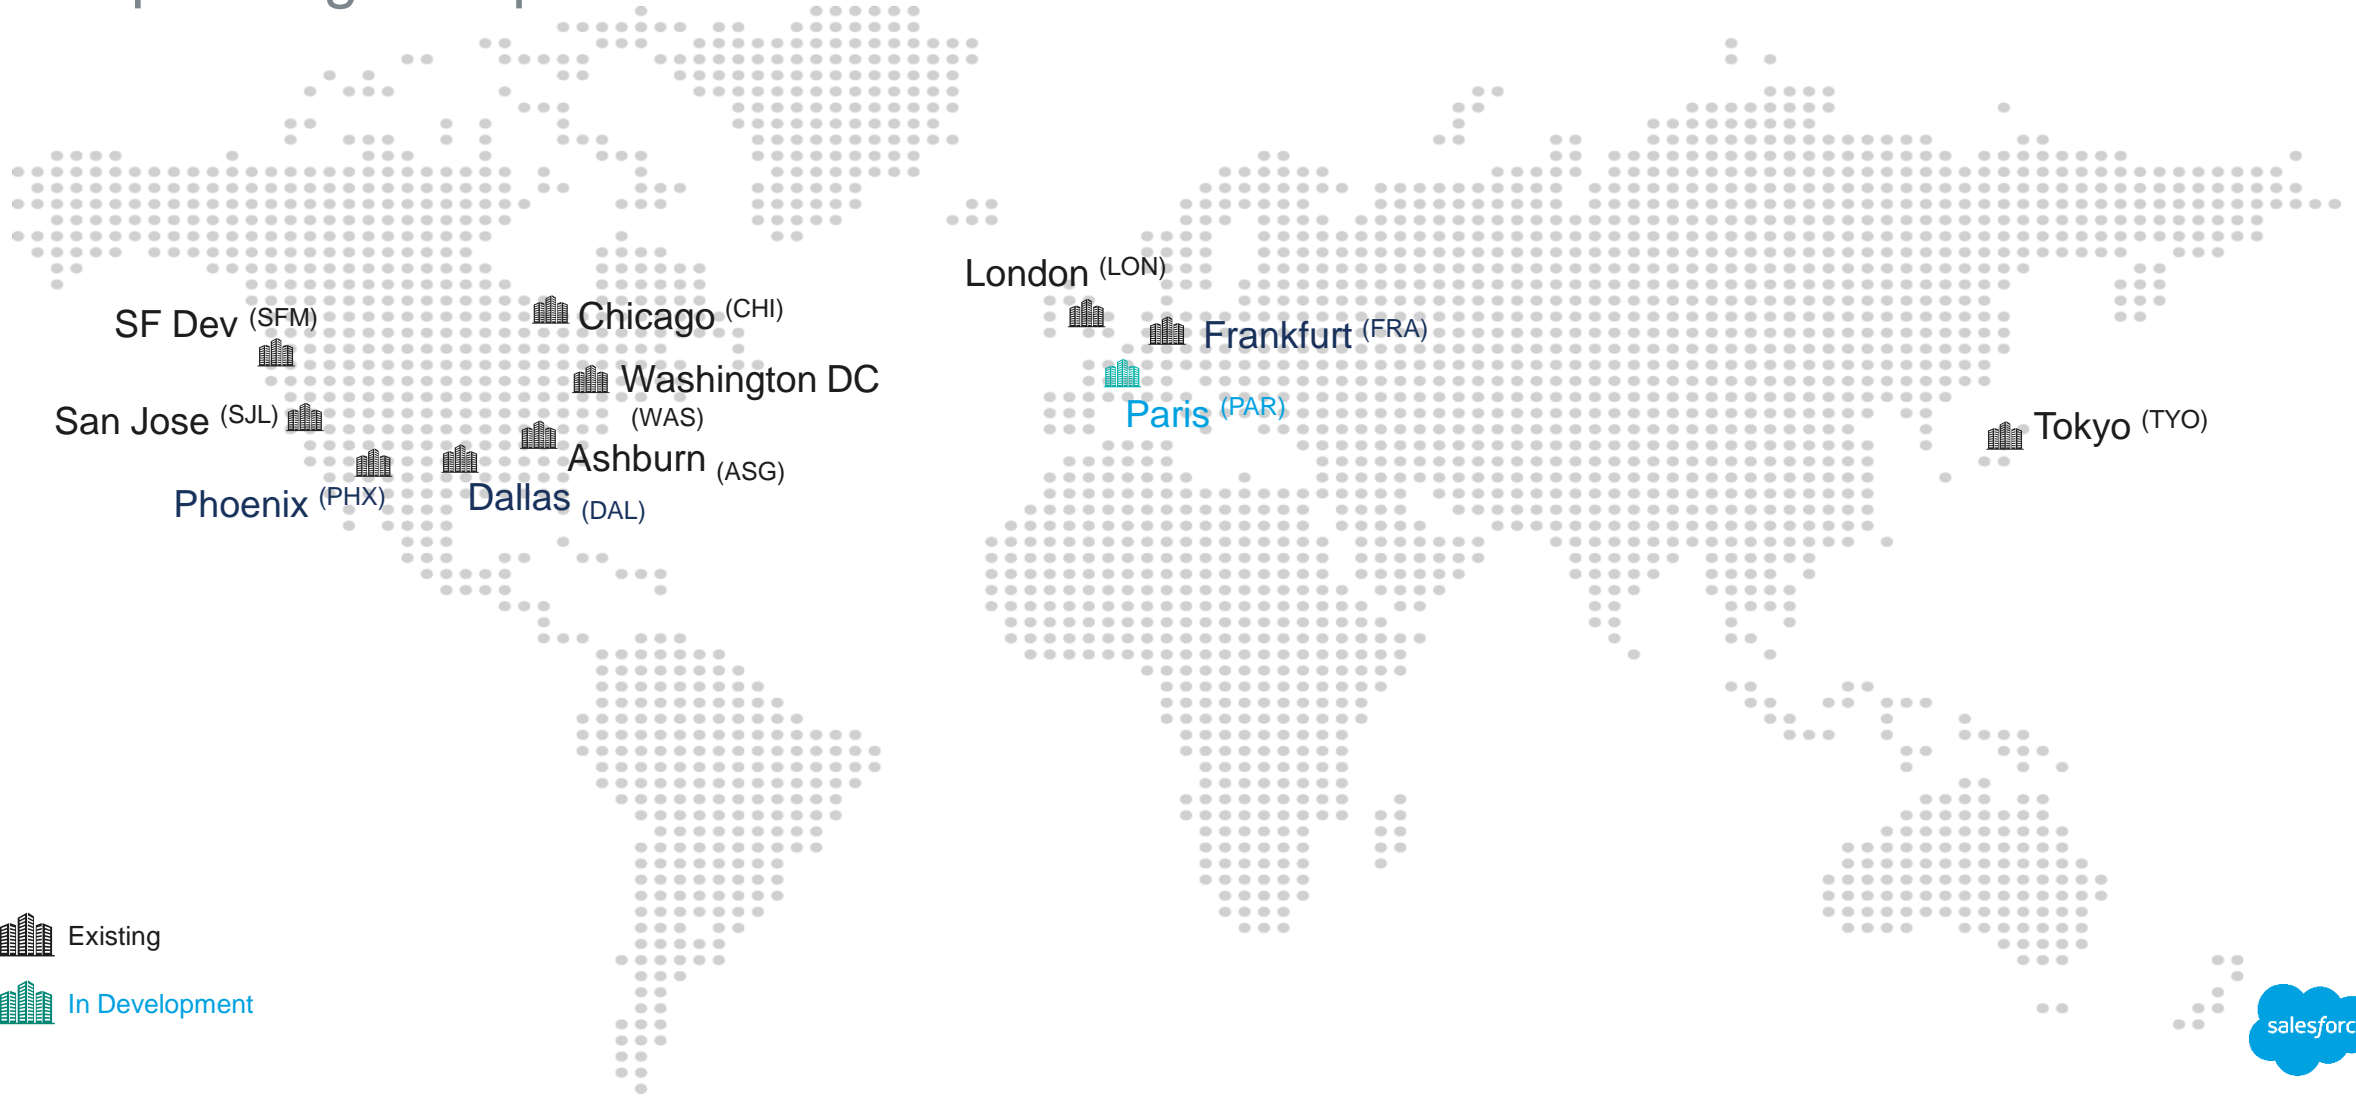 London (LON)
SF Dev (SFM)
Chicago (CHI)
Frankfurt (FRA)
Washington DC
(WAS)
San Jose (SJL)
Paris (PAR)
Tokyo (TYO)
Ashburn (ASG)
Phoenix (PHX)
Dallas (DAL)
Existing
In Development
salesforc